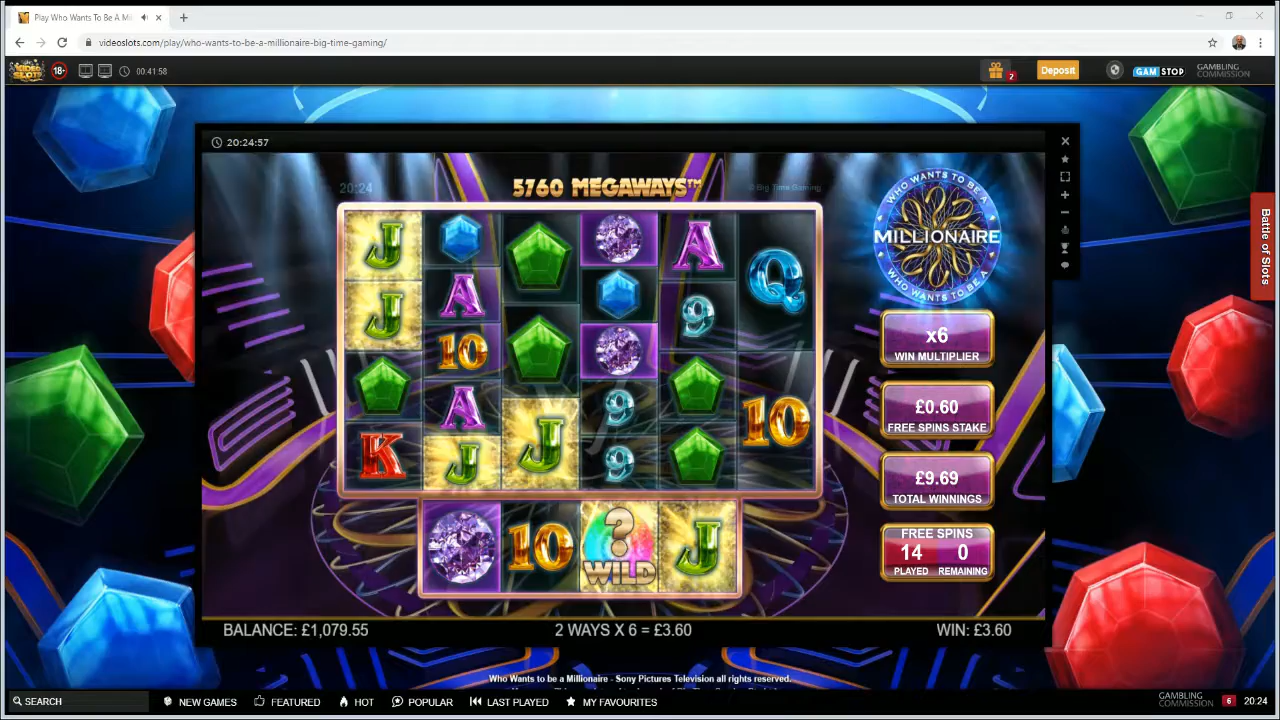 Play Who Wants To Be A Mi
videoslots.com/play/who-wants-to-be-a-millionaire-big-time-gaming/
VIDEO SLOTS
18+
00:41:58
2
Deposit
GAMSTOP
GAMBLING COMMISSION
20:24:57
20:24
5760 MEGAWAYS™
© Big Time Gaming
WHO WANTS TO BE A
MILLIONAIRE
WHO WANTS TO BE A
Battle of Slots
J A Q
A
J 9
10
A 9
K J J 9 10
10 ? WILD J
x6
WIN MULTIPLIER
£0.60
FREE SPINS STAKE
£9.69
TOTAL WINNINGS
FREE SPINS
14 0
PLAYED REMAINING
BALANCE: £1,079.55
2 WAYS X 6 = £3.60
WIN: £3.60
Who Wants to be a Millionaire - Sony Pictures Television all rights reserved.
SEARCH
NEW GAMES
FEATURED
HOT
POPULAR
LAST PLAYED
MY FAVOURITES
GAMBLING COMMISSION
6
20:24